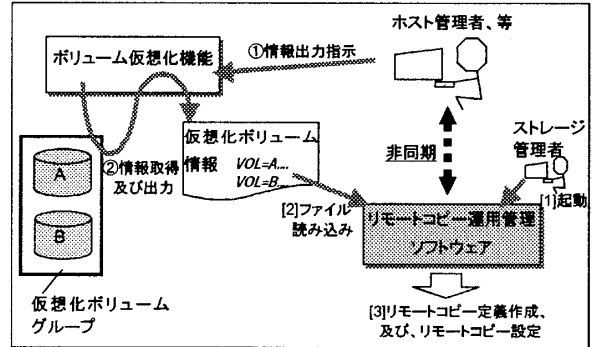 ホスト管理者、等
ボリューム仮想化機能
①情報出力指示
仮想化ボリューム
情報 VOL=A....
VOL=B....
②情報取得
及び出力
A
B
非同期
ストレージ
管理者
[1]起動
[2]ファイル
読み込み
リモートコピー運用管理
ソフトウェア
仮想化ボリューム
グループ
[3]リモートコピー定義作成、
及び、リモートコピー設定